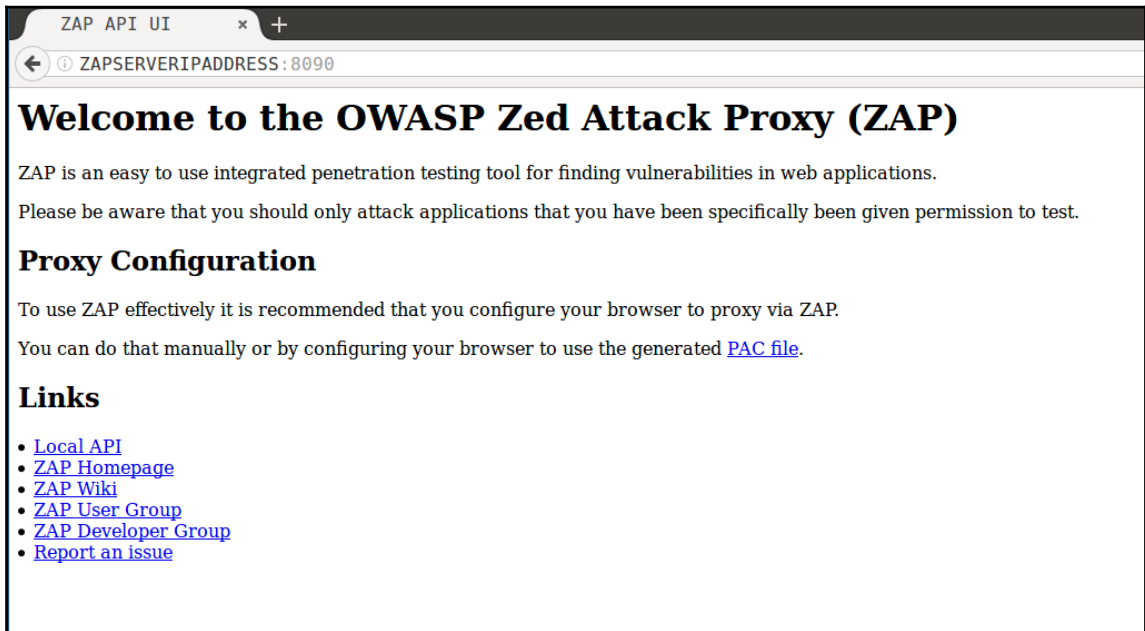 ZAP API UI
ZAPSERVERIPADDRESS:8090
Welcome to the OWASP Zed Attack Proxy (ZAP)
ZAP is an easy to use integrated penetration testing tool for finding vulnerabilities in web applications.
Please be aware that you should only attack applications that you have been specifically been given permission to test.
Proxy Configuration
To use ZAP effectively it is recommended that you configure your browser to proxy via ZAP.
You can do that manually or by configuring your browser to use the generated PAC file.
Links
• Local API
• ZAP Homepage
• ZAP Wiki
• ZAP User Group
• ZAP Developer Group
• Report an issue